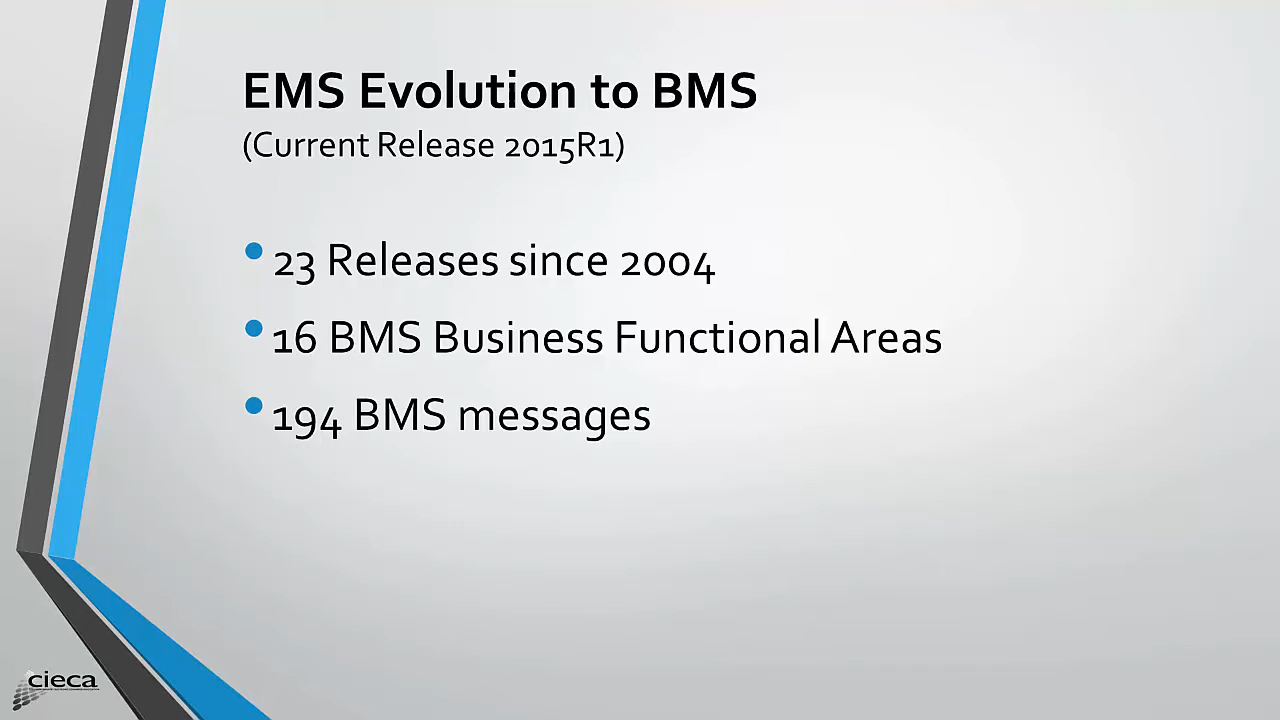 EMS Evolution to BMS
(Current Release 2015R1)
• 23 Releases since 2004
• 16 BMS Business Functional Areas
• 194 BMS messages
cieca